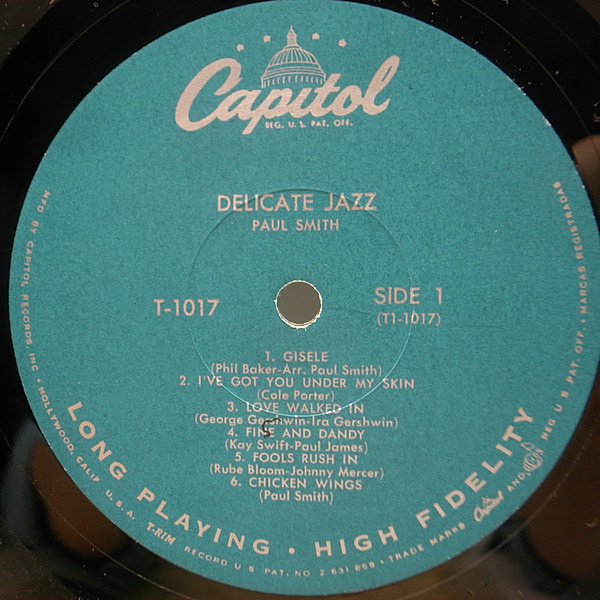 Capitol
REG. U. S. PAT. OFF.
DELICATE JAZZ
PAUL SMITH
T-1017
SIDE 1
(T1-1017)
1. GISELE
(Phil Baker-Arr. Paul Smith)
2. I'VE GOT YOU UNDER MY SKIN
(Cole Porter)
3. LOVE WALKED IN
(George Gershwin-Ira Gershwin)
4. FINE AND DANDY
(Kay Swift-Paul James)
5. FOOLS RUSH IN
(Rube Bloom-Johnny Mercer)
6. CHICKEN WINGS
(Paul Smith)
LONG PLAYING • HIGH FIDELITY
MFD BY CAPITOL RECORDS, INC • HOLLYWOOD, CALIF U. S. A. T-RIM RECORD U S PAT. NO 2 631 859 • TRADE MARKS Capitol AND REG U S PAT. OFF. • MARCAS REGISTRADAS